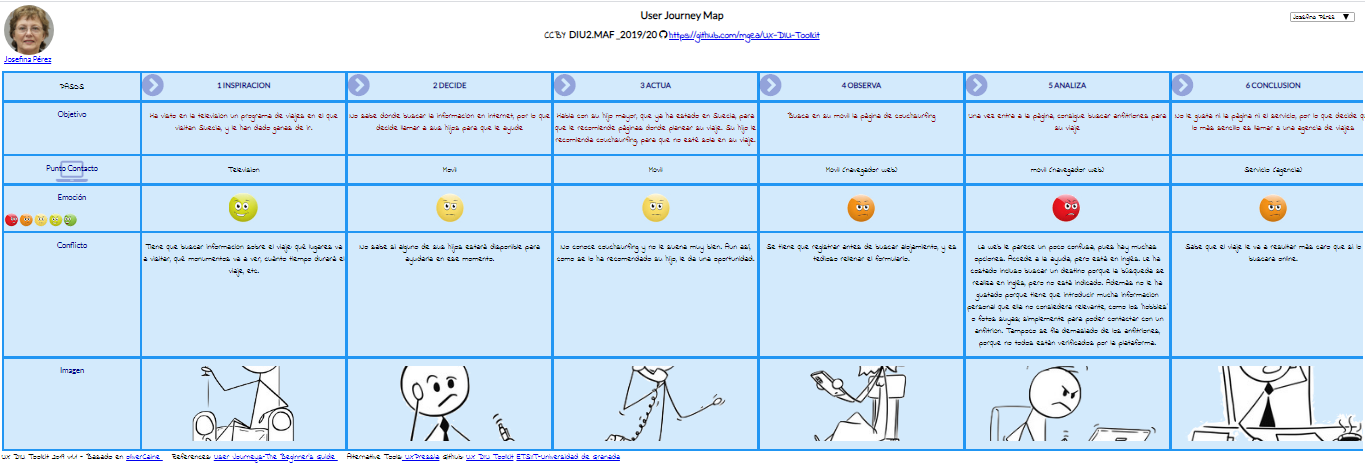 User Journey Map
Josefina Pérez ▼
CCBY DIU2.MAF_2019/20 https://github.com/mgea/UX-DIU-Toolkit
Josefina Pérez
PASOS
1 INSPIRACION
2 DECIDE
3 ACTUA
4 OBSERVA
5 ANALIZA
6 CONCLUSION
Objetivo
Ha visto en la television un programa de viajes en el que
visitan Suecia, y le han dado ganas de ir.
No sabe dónde buscar la informacion en Internet, por lo que
decide llamar a sus hijos para que le ayude
Habla con su hijo mayor, que ya ha estado en Suecia, para
que le recomiende páginas donde planear su viaje. Su hijo le
recomienda couchsurfing, para que no esté sola en su viaje.
Busca en su movil la página de couchsurfing
Una vez entra a la página, consigue buscar anfitriones para
su viaje
No le gusta ni la página ni el servicio, por lo que decide q
lo más sencillo es llamar a una agencia de viajes
Punto Contacto
Television
Movil
Movil
Movil (navegador web)
movil (navegador web)
Servicio (agencia)
Emoción
Conflicto
Tiene que buscar informacion sobre el viaje: qué lugares va
a visitar, qué monumentos va a ver, cuánto tiempo durará el
viaje, etc.
No sabe si alguno de sus hijos estará disponible para
ayudarla en ese momento.
No conoce couchsurfing y no le suena muy bien. Aun así,
como se lo ha recomendado su hijo, le da una oportunidad.
Se tiene que registrar antes de buscar alojamiento, y es
tedioso rellenar el formulario.
La web le parece un poco confusa, pues hay muchas
opciones. Accede a la ayuda, pero está en inglés. Le ha
costado incluso buscar un destino porque la búsqueda se
realiza en inglés, pero no está indicado. Además no le ha
gustado porque tiene que introducir mucha informacion
personal que ella no considera relevante, como los 'hobbies'
o fotos suyas, simplemente para poder contactar con un
anfitrion. Tampoco se fia demasiado de los anfitriones,
porque no todos están verificados por la plataforma.
Sabe que el viaje le va a resultar más caro que si lo
buscara online.
Imagen
UX DIU Toolkit 2019 v1.1 - Basado en oliverCaine References: User Journeys-The Beginner's Guide Alternative Tools: UXPressia Github: UX DIU Toolkit ETSIIT-Universidad de Granada